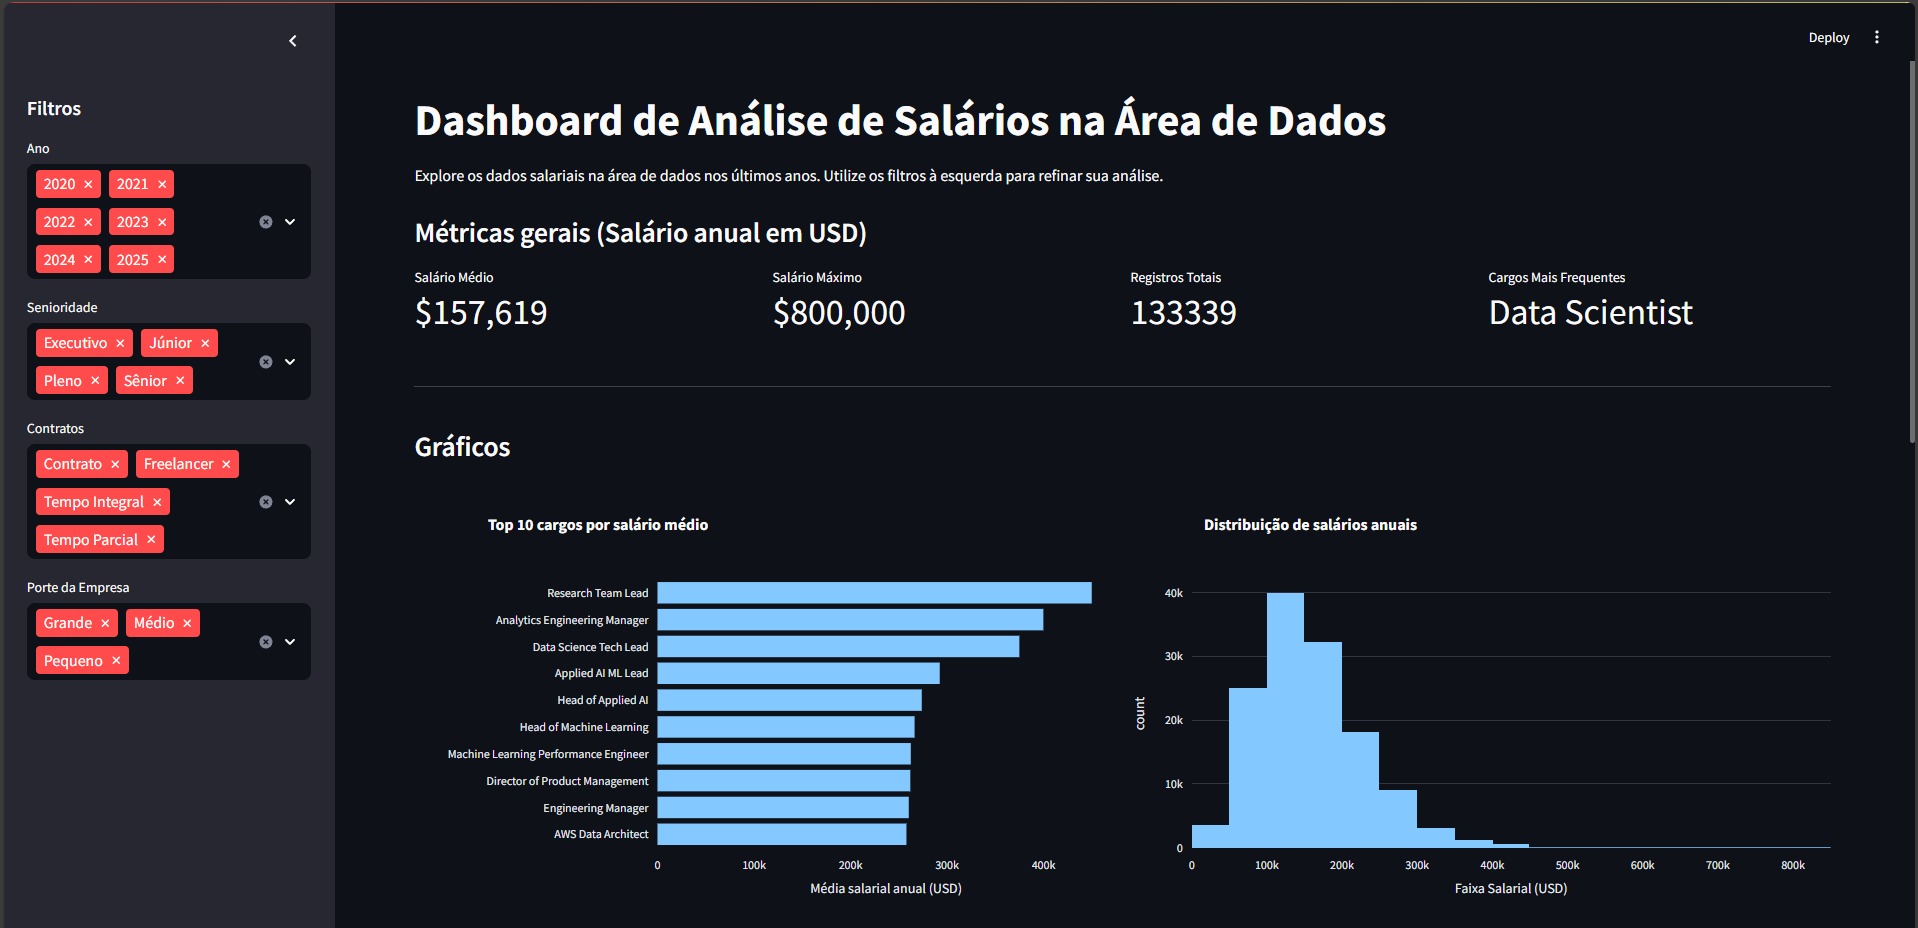 Deploy
Filtros
Ano
2020 2021
2022 2023
2024 2025
Senioridade
Executivo Júnior
Pleno Sênior
Contratos
Contrato Freelancer
Tempo Integral
Tempo Parcial
Porte da Empresa
Grande Médio
Pequeno
Dashboard de Análise de Salários na Área de Dados
Explore os dados salariais na área de dados nos últimos anos. Utilize os filtros à esquerda para refinar sua análise.
Métricas gerais (Salário anual em USD)
Salário Médio
$157,619
Salário Máximo
$800,000
Registros Totais
133339
Cargos Mais Frequentes
Data Scientist
Gráficos
Top 10 cargos por salário médio
Research Team Lead
Analytics Engineering Manager
Data Science Tech Lead
Applied AI ML Lead
Head of Applied AI
Head of Machine Learning
Machine Learning Performance Engineer
Director of Product Management
Engineering Manager
AWS Data Architect
0 100k 200k 300k 400k
Média salarial anual (USD)
Distribuição de salários anuais
40k
30k
20k
10k
0
count
0 100k 200k 300k 400k 500k 600k 700k 800k
Faixa Salarial (USD)